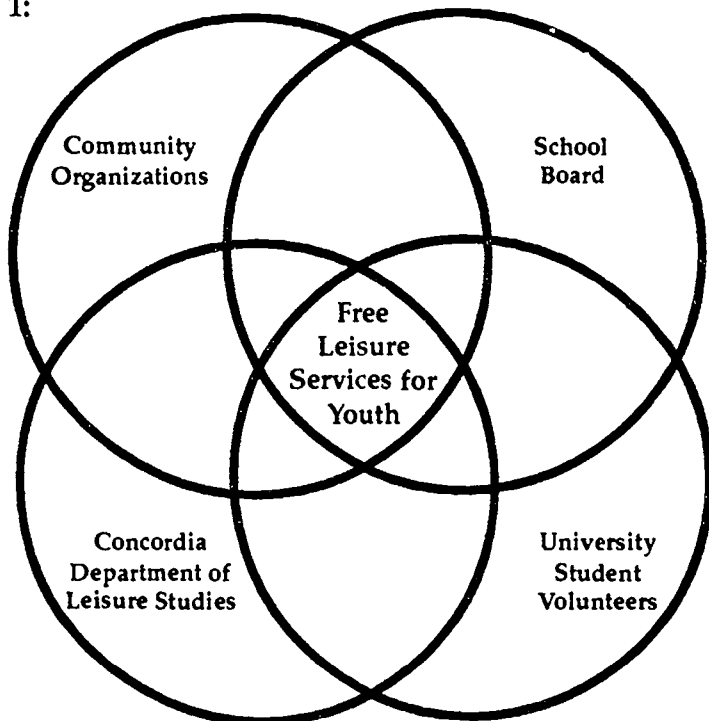 1:
Community
Organizations
School
Board
Free
Leisure
Services for
Youth
Concordia
Department of
Leisure Studies
University
Student
Volunteers